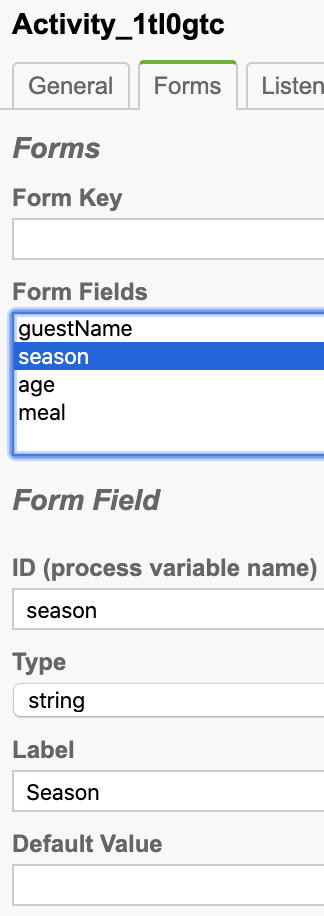 Activity_1tl0gtc
General
Forms
Listen
Forms
Form Key
Form Fields
guestName
season
age
meal
Form Field
ID (process variable name)
season
Type
string
Label
Season
Default Value